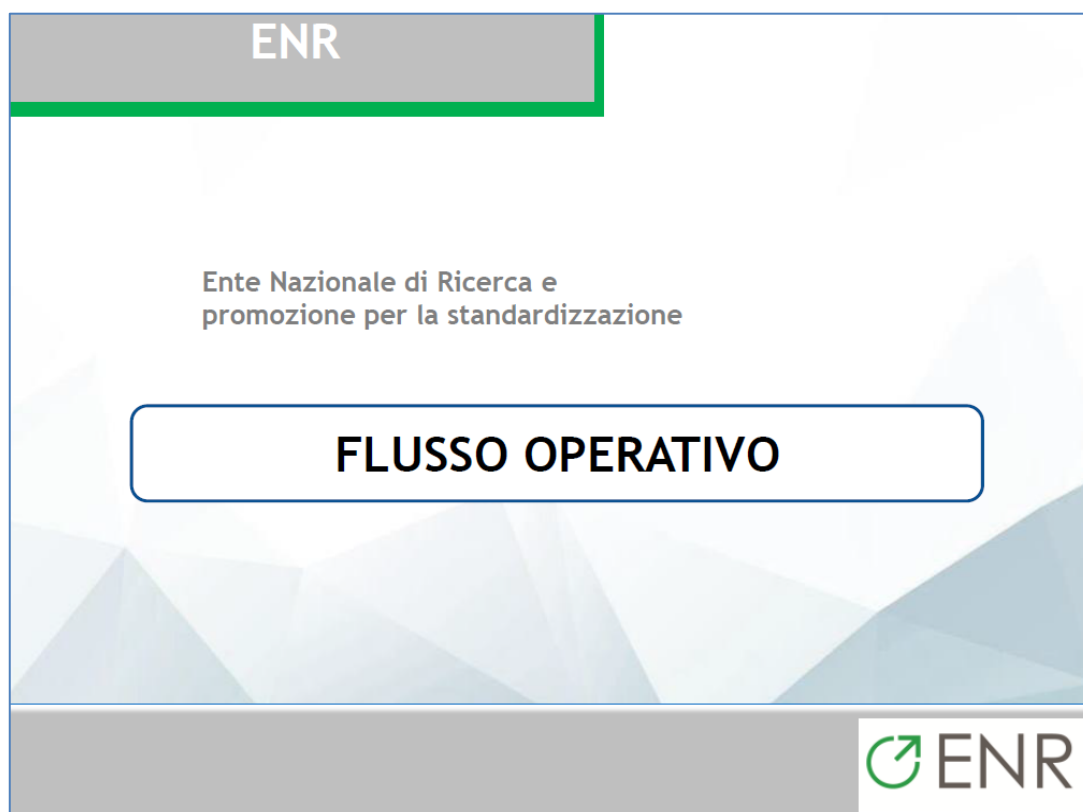 ENR
Ente Nazionale di Ricerca e
promozione per la standardizzazione
FLUSSO OPERATIVO
ENR